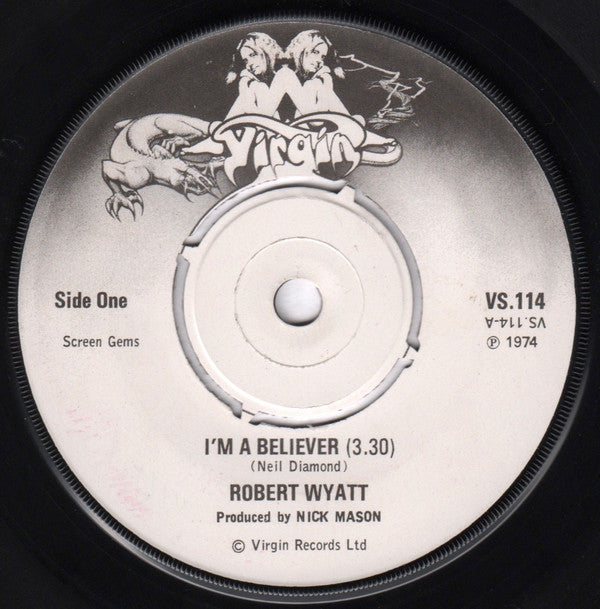 Virgin
Side One
VS.114
VS.114-A
Screen Gems
℗ 1974
I'M A BELIEVER (3.30)
(Neil Diamond)
ROBERT WYATT
Produced by NICK MASON
© Virgin Records Ltd